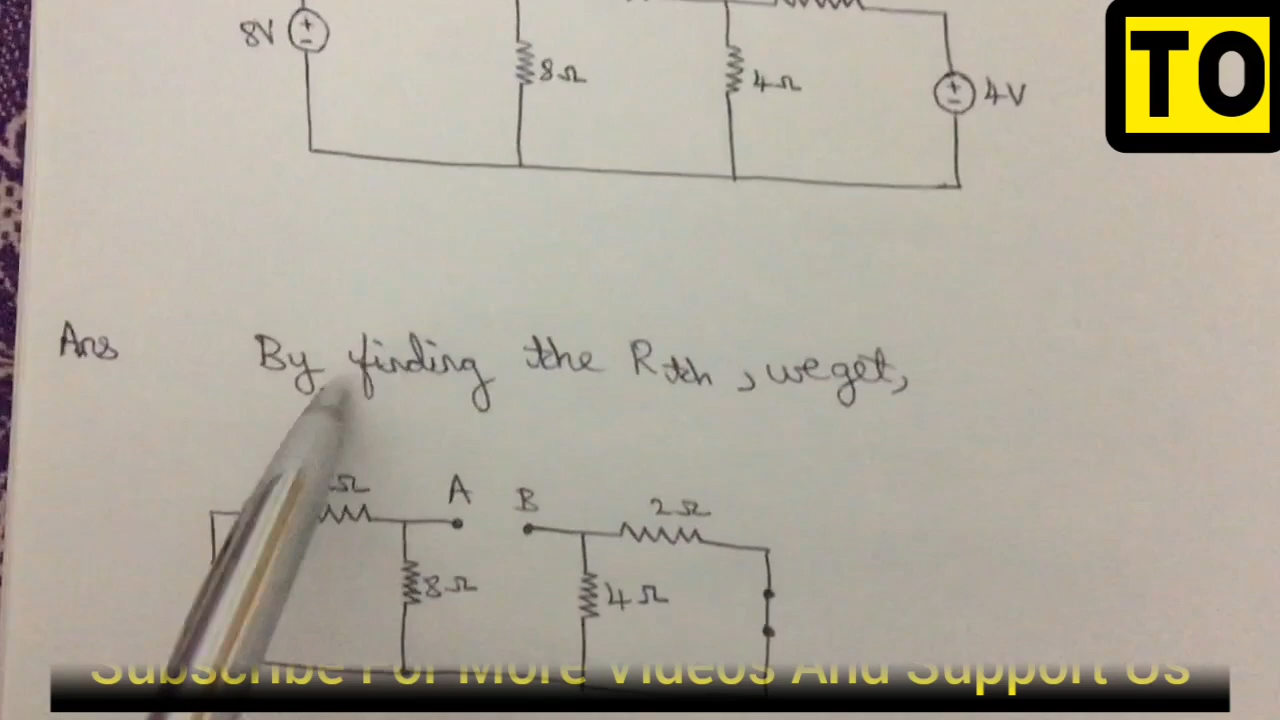 8V
8Ω
4Ω
4V
TO
Ans By finding the Rth, we get,
Ω
A
B
2Ω
8Ω
4Ω
Subscribe For More Videos And Support Us